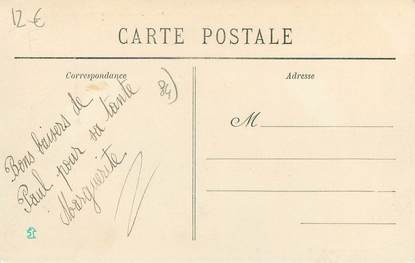 12 €
CARTE POSTALE
Correspondance
Adresse
84)
Bons baisers de
Paul pour sa tante
Marguerite
M